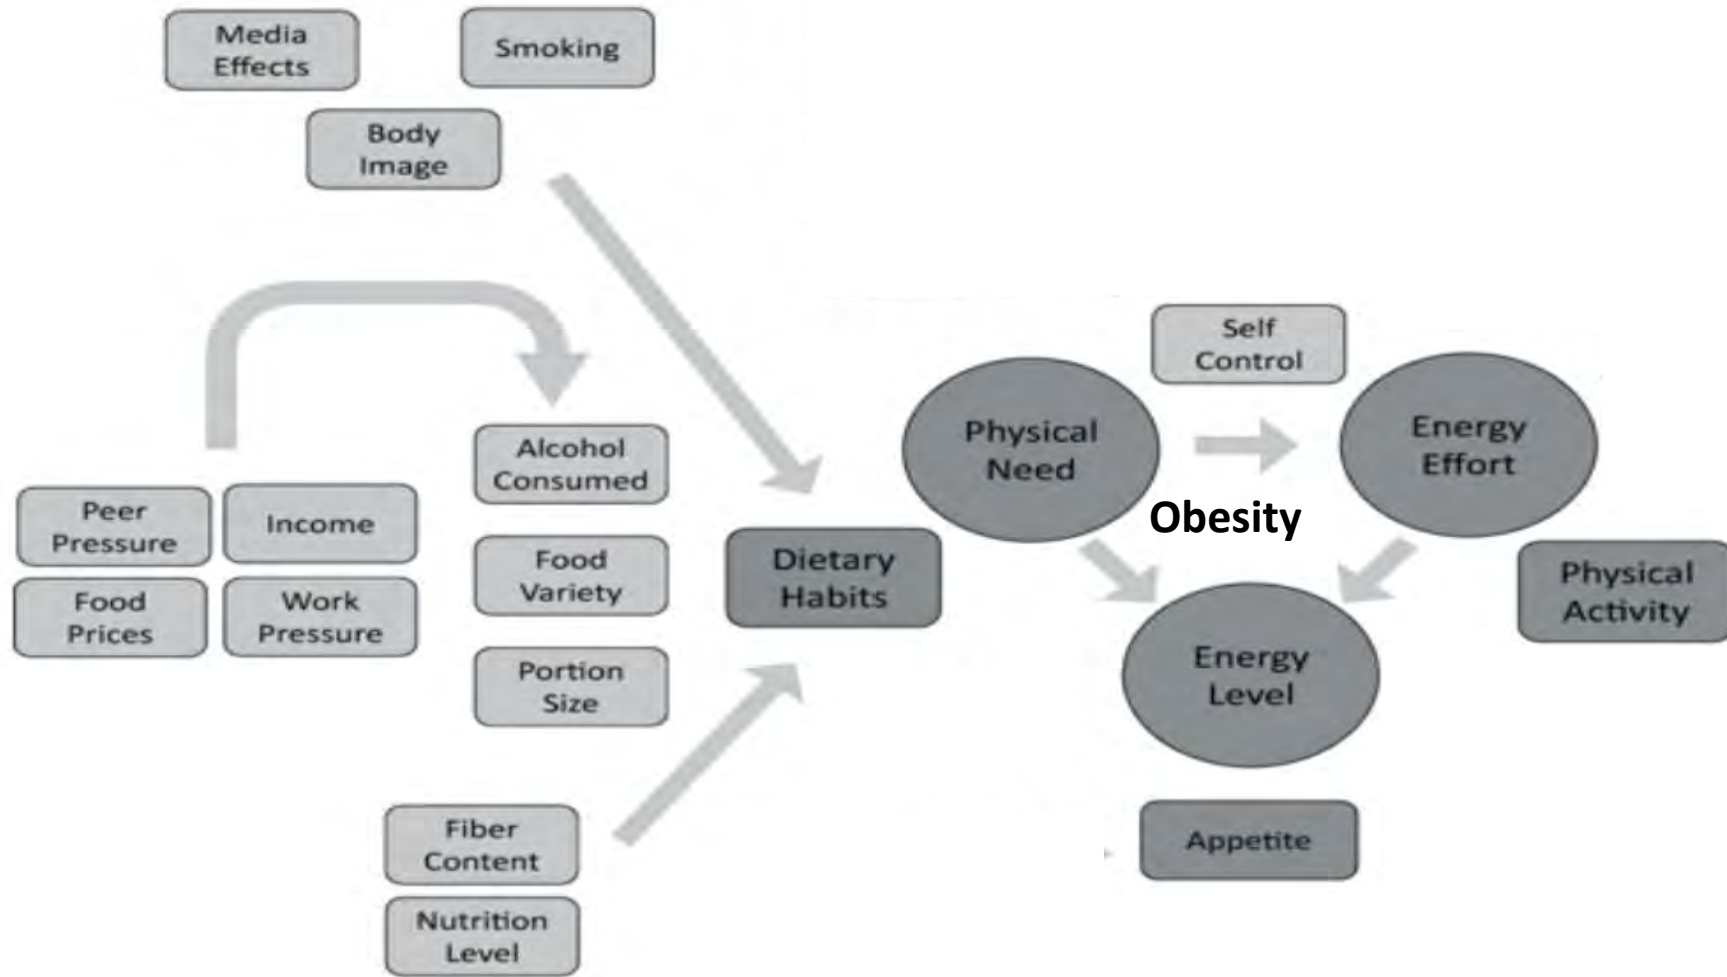 Media
Effects
Smoking
Body
Image
Self
Control
Physical
Need
Energy
Effort
Obesity
Alcohol
Consumed
Peer
Pressure
Income
Food
Variety
Dietary
Habits
Physical
Activity
Food
Prices
Work
Pressure
Portion
Size
Energy
Level
Fiber
Content
Appetite
Nutrition
Level